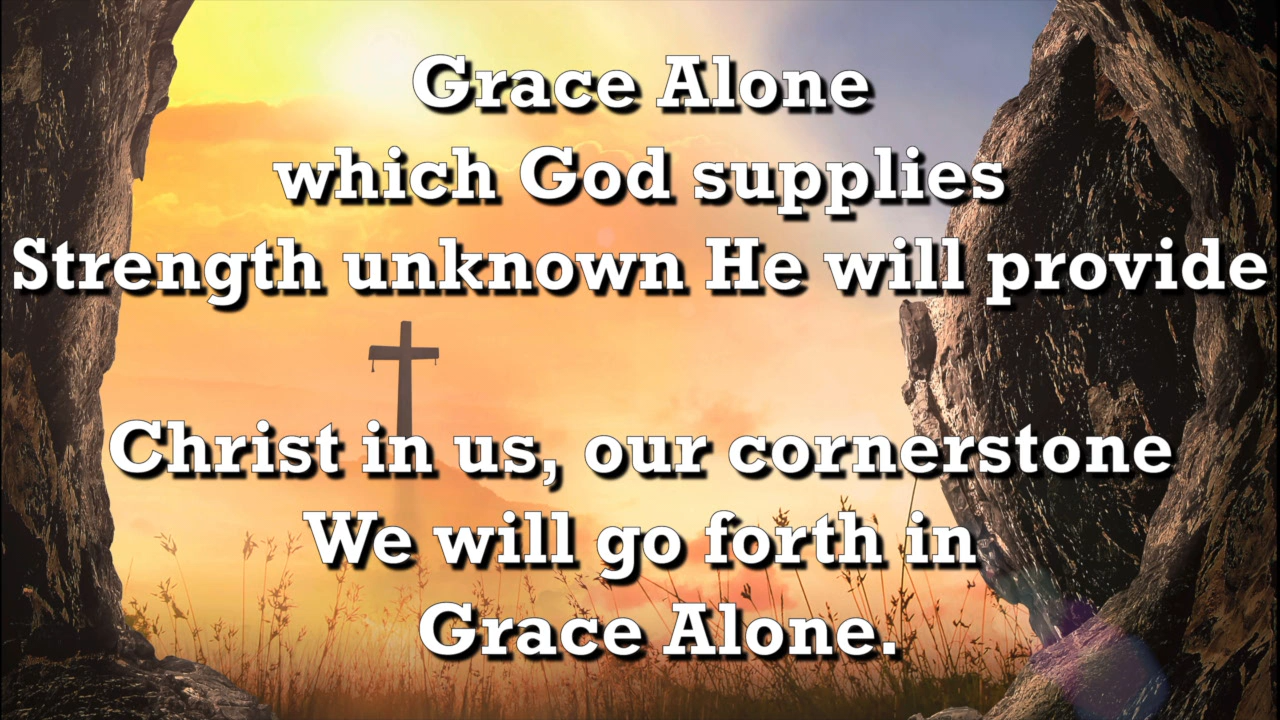 Grace Alone
which God supplies
Strength unknown He will provide
Christ in us, our cornerstone
We will go forth in
Grace Alone.